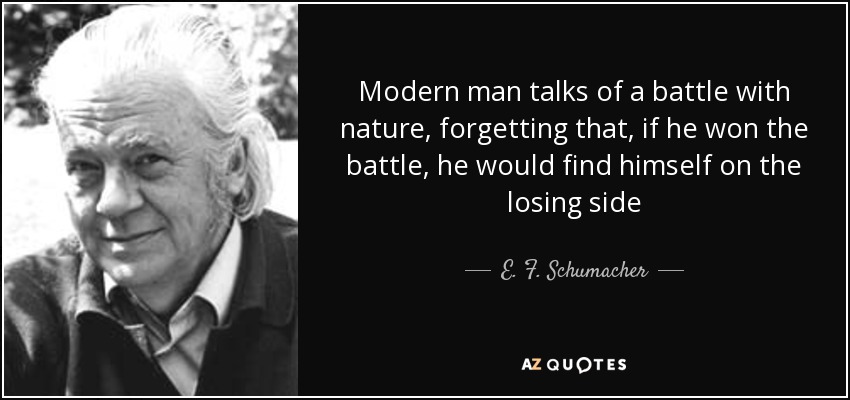 Modern man talks of a battle with
nature, forgetting that, if he won the
battle, he would find himself on the
losing side
E. F. Schumacher
AZ QUOTES